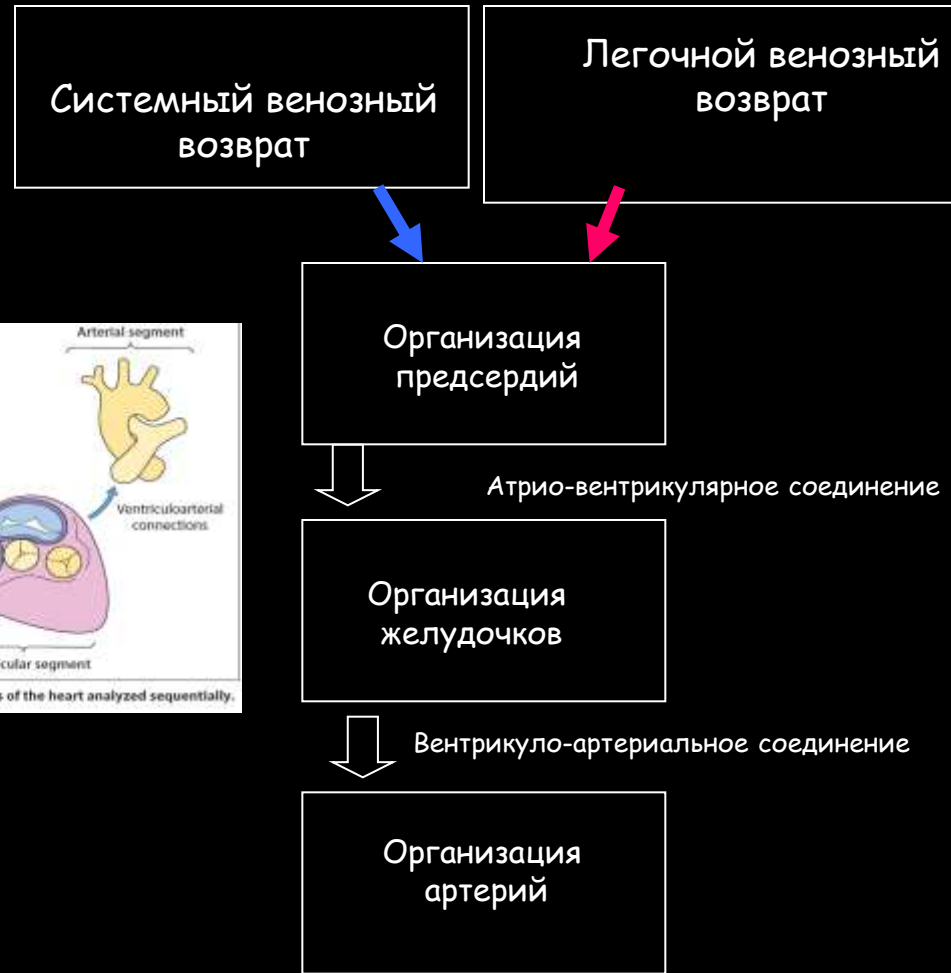 Системный венозный
возврат
Легочной венозный
возврат
Организация
предсердий
Arterial segment
Ventriculoarterial
connections
cular segment
s of the heart analyzed sequentially.
Атрио-вентрикулярное соединение
Организация
желудочков
Вентрикуло-артериальное соединение
Организация
артерий